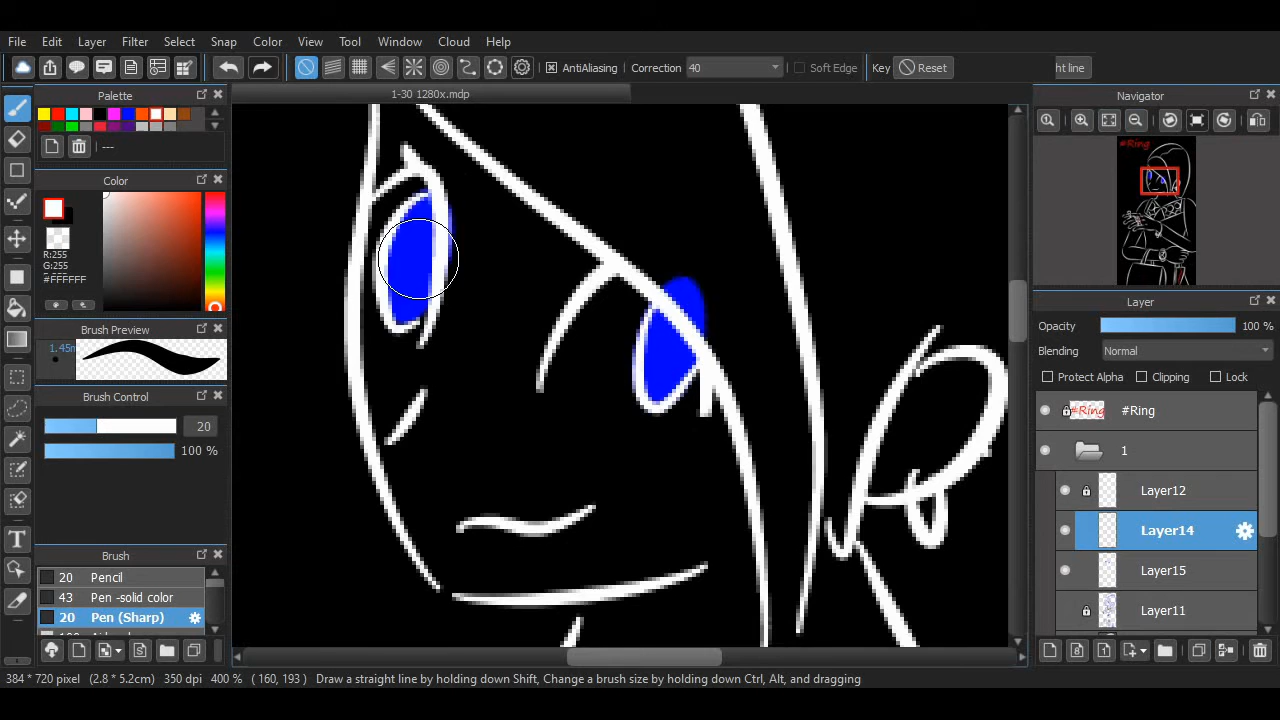 File Edit Layer Filter Select Snap Color View Tool Window Cloud Help
AntiAliasing Correction 40 Soft Edge Key Reset ht line
Palette
---
1-30 1280x.mdp
Navigator
#Ring
Color
R:255
G:255
#FFFFFF
Brush Preview
1.45m
Brush Control
20
100 %
Brush
20 Pencil
43 Pen -solid color
20 Pen (Sharp)
Layer
Opacity 100 %
Blending Normal
Protect Alpha Clipping Lock
#Ring #Ring
1
Layer12
Layer14
Layer15
Layer11
384 * 720 pixel (2.8 * 5.2cm) 350 dpi 400 % ( 160, 193 ) Draw a straight line by holding down Shift, Change a brush size by holding down Ctrl, Alt, and dragging